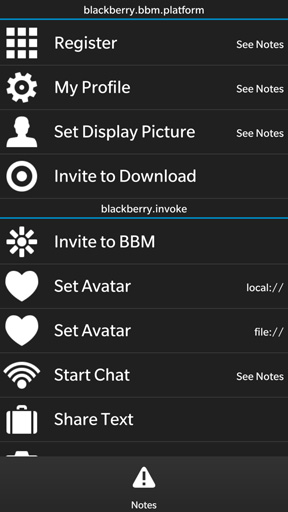 blackberry.bbm.platform
Register See Notes
My Profile See Notes
Set Display Picture See Notes
Invite to Download
blackberry.invoke
Invite to BBM
Set Avatar local://
Set Avatar file://
Start Chat See Notes
Share Text
Notes